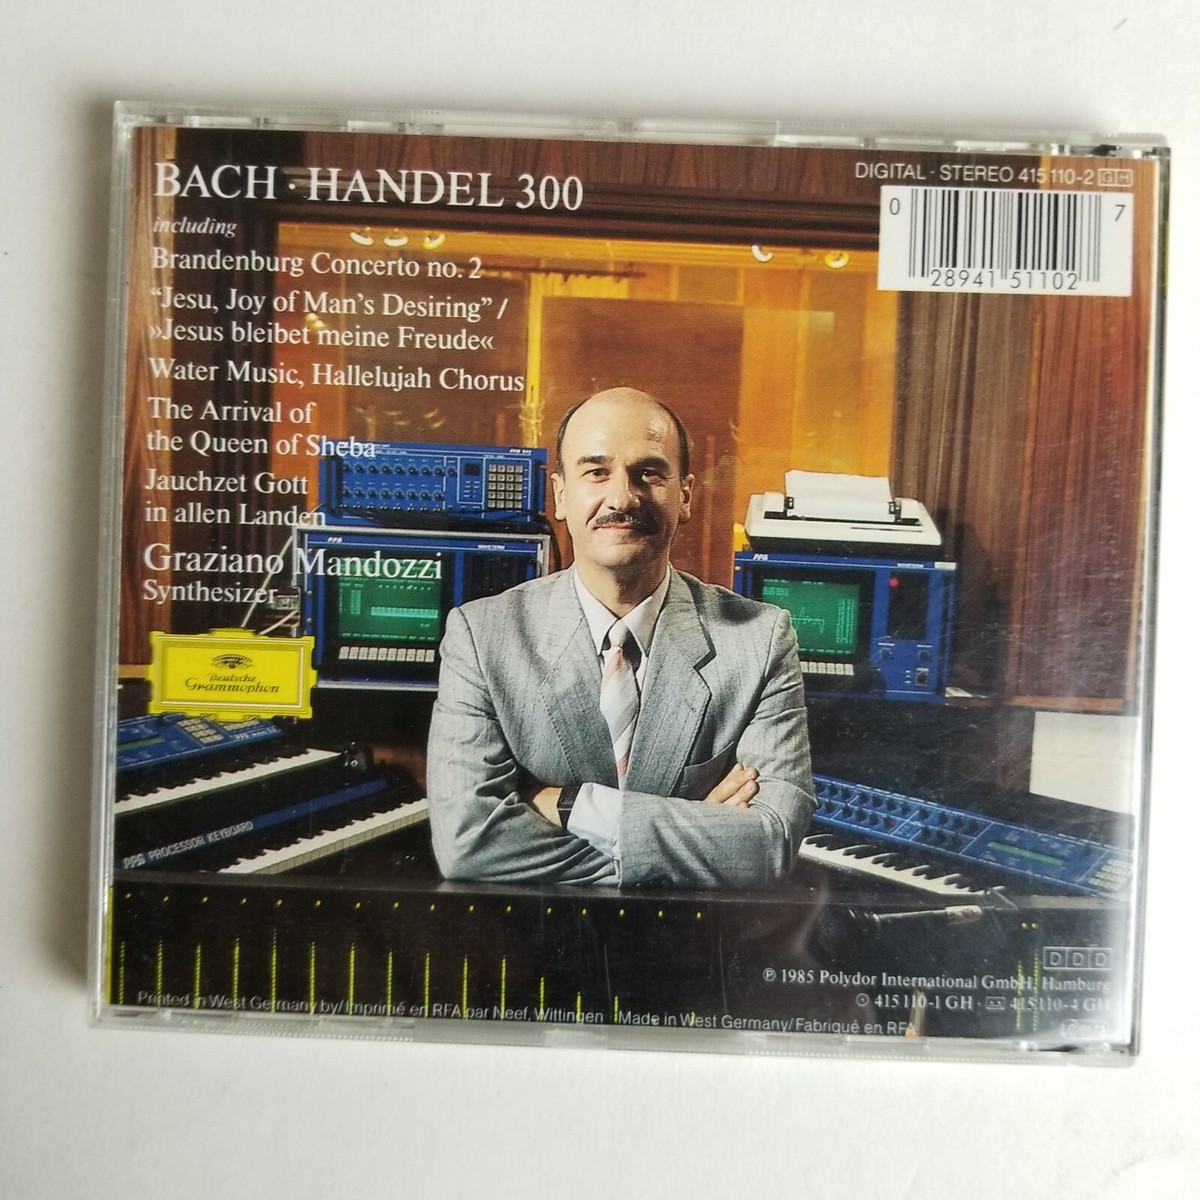 BACH · HANDEL 300
including
Brandenburg Concerto no. 2
“Jesu, Joy of Man’s Desiring” /
»Jesus bleibet meine Freude«
Water Music, Hallelujah Chorus
The Arrival of
the Queen of Sheba
Jauchzet Gott
in allen Landen
Graziano Mandozzi
Synthesizer
DIGITAL · STEREO 415 110-2 GH
0 28941 51102 7
Deutsche
Grammophon
PPG
WAVETERM
PPG
PPG PROCESSOR KEYBOARD
DDD
℗ 1985 Polydor International GmbH, Hamburg
415 110-1 GH · 415 110-4 GH
Printed in West Germany by/Imprimé en RFA par Neef, Wittingen Made in West Germany/Fabriqué en RFA